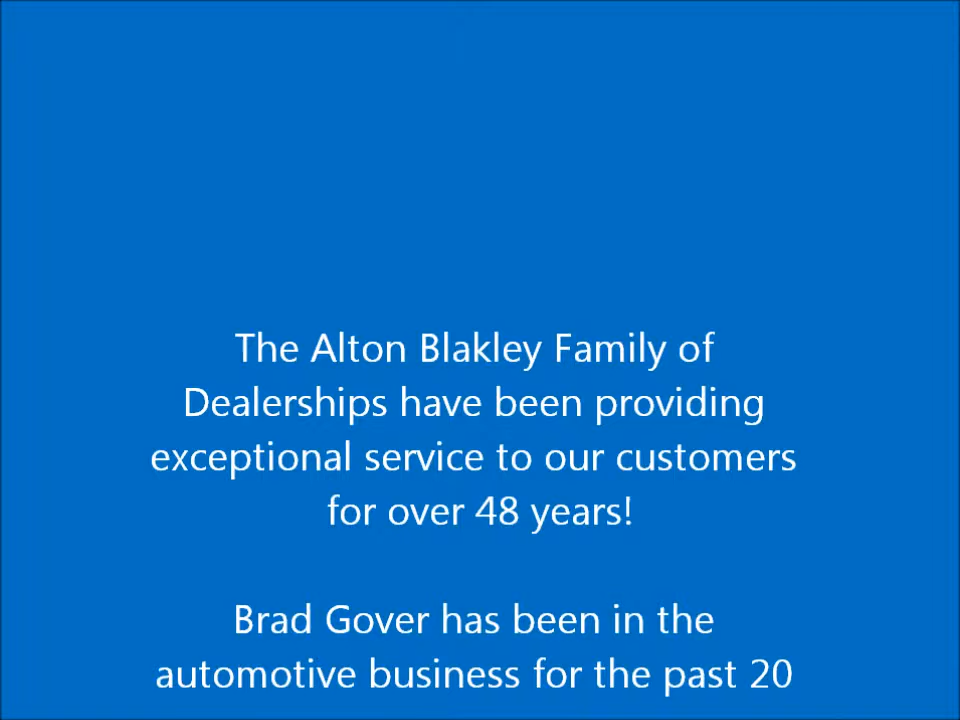 The Alton Blakley Family of
Dealerships have been providing
exceptional service to our customers
for over 48 years!
Brad Gover has been in the
automotive business for the past 20